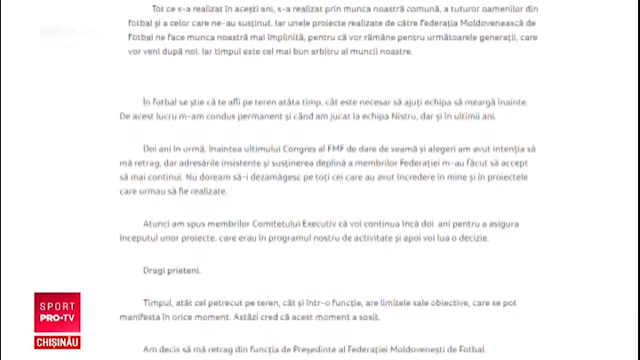 Tot ce s-a realizat în acești ani, s-a realizat prin munca noastră comună, a tuturor oamenilor din
fotbal și a celor care ne-au susținut. Iar unele proiecte realizate de către Federația Moldovenească de
Fotbal ne face munca noastră mai împlinită, pentru că vor rămâne pentru următoarele generații, care
vor veni după noi, iar timpul este cel mai bun arbitru al muncii noastre.
În fotbal se știe că te afli pe teren atâta timp, cât este necesar să ajuți echipa să meargă înainte.
De acest lucru m-am condus permanent și când am jucat la echipa Nistru, dar și în ultimii ani.
Doi ani în urmă, înaintea ultimului Congres al FMF de dare de seamă și alegeri am avut intenția să
mă retrag, dar adresările insistente și susținerea deplină a membrilor Federației m-au făcut să accept
să mai continui. Nu doream să-i dezamăgesc pe toți cei care au avut încredere în mine și în proiectele
care urmau să fie realizate.
Atunci am spus membrilor Comitetului Executiv că voi continua încă doi ani pentru a asigura
începutul unor proiecte, care erau în programul nostru de activitate și apoi voi lua o decizie.
Dragi prieteni,
Timpul, atât cel petrecut pe teren, cât și într-o funcție, are limitele sale obiective, care se pot
manifesta în orice moment. Astăzi cred că acest moment a sosit.
Am decis să mă retrag din funcția de Președinte al Federației Moldovenești de Fotbal.
SPORT
PRO•TV
CHIȘINĂU